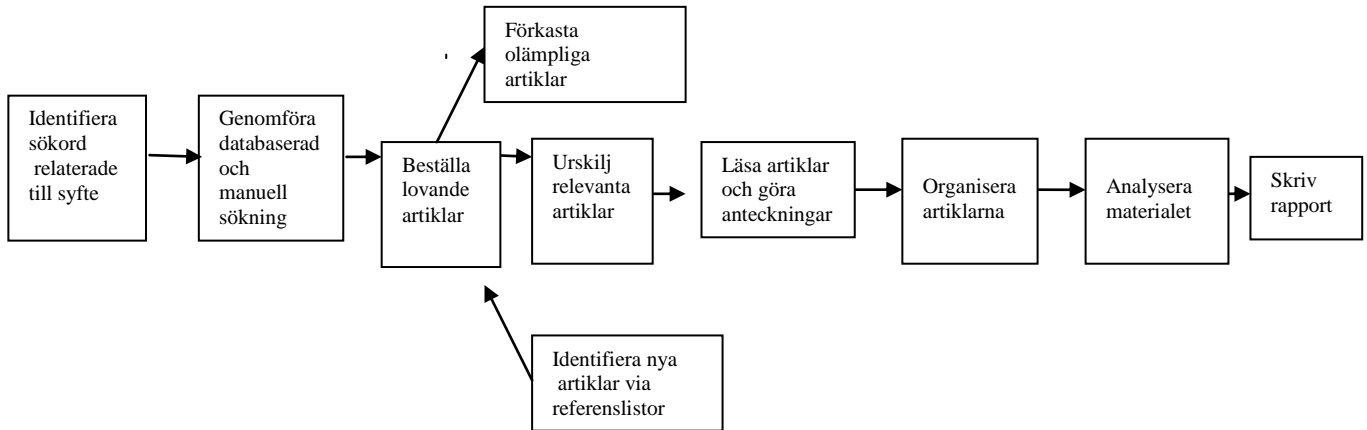 Förkasta
olämpliga
artiklar
Identifiera
sökord
relaterade
till syfte
Genomföra
databaserad
och
manuell
sökning
Beställa
lovande
artiklar
Urskilj
relevanta
artiklar
Läsa artiklar
och göra
anteckningar
Organisera
artiklarna
Analysera
materialet
Skriv
rapport
Identifiera nya
artiklar via
referenslistor